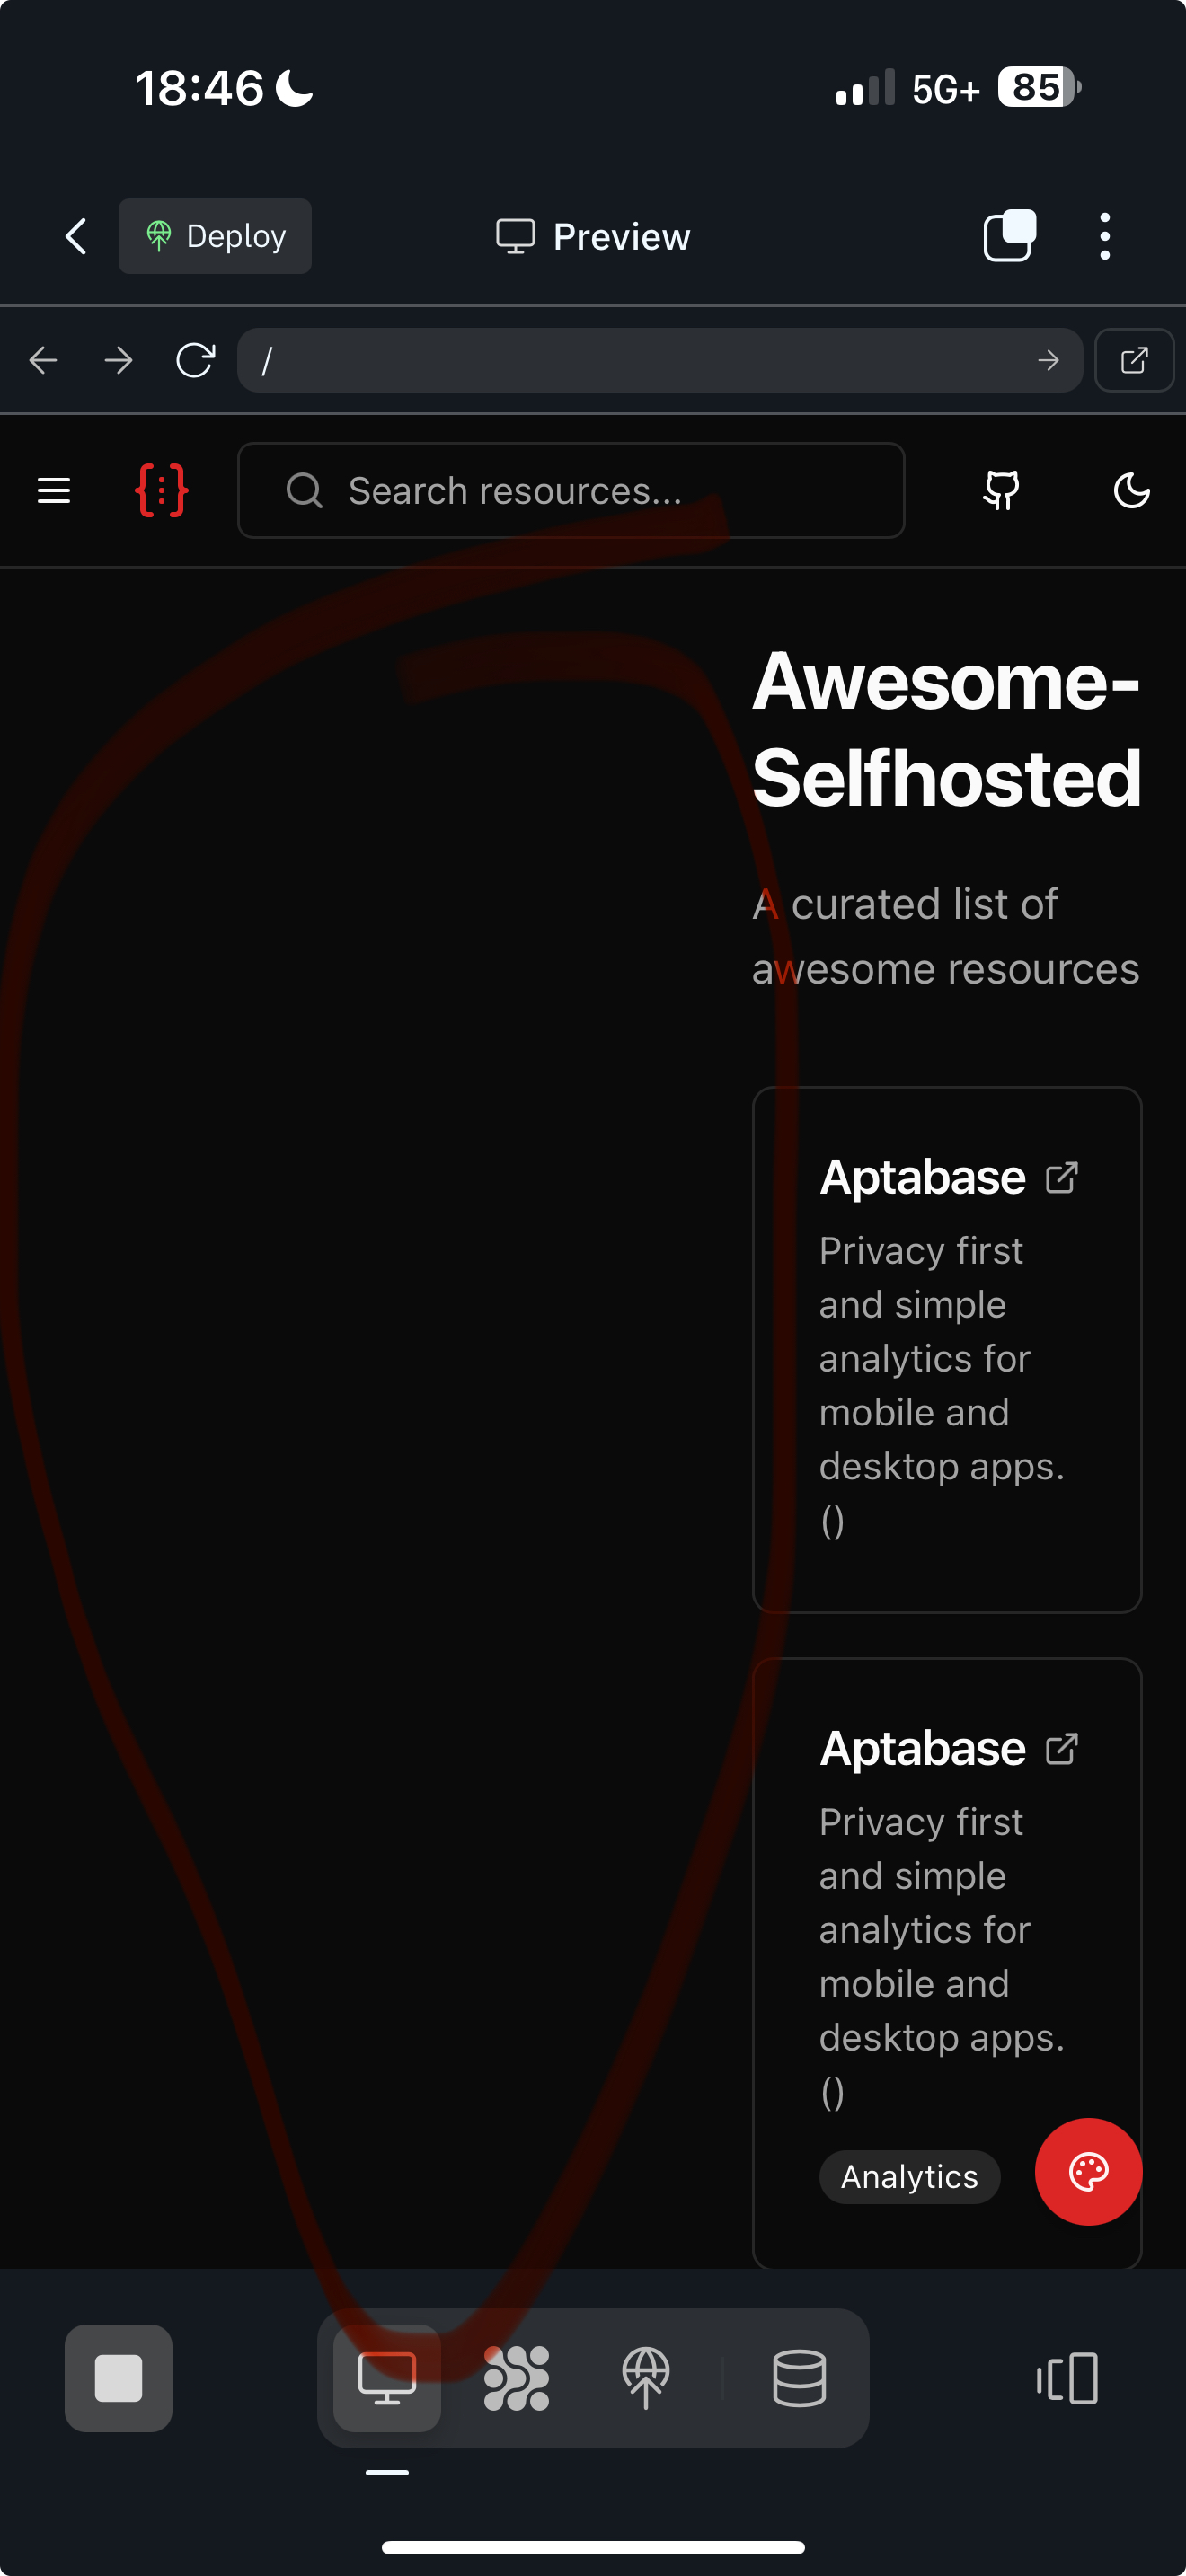 18:46
5G+
85
Deploy
Preview
/
Search resources...
Awesome-
Selfhosted
A curated list of
awesome resources
Aptabase
Privacy first
and simple
analytics for
mobile and
desktop apps.
()
Aptabase
Privacy first
and simple
analytics for
mobile and
desktop apps.
()
Analytics